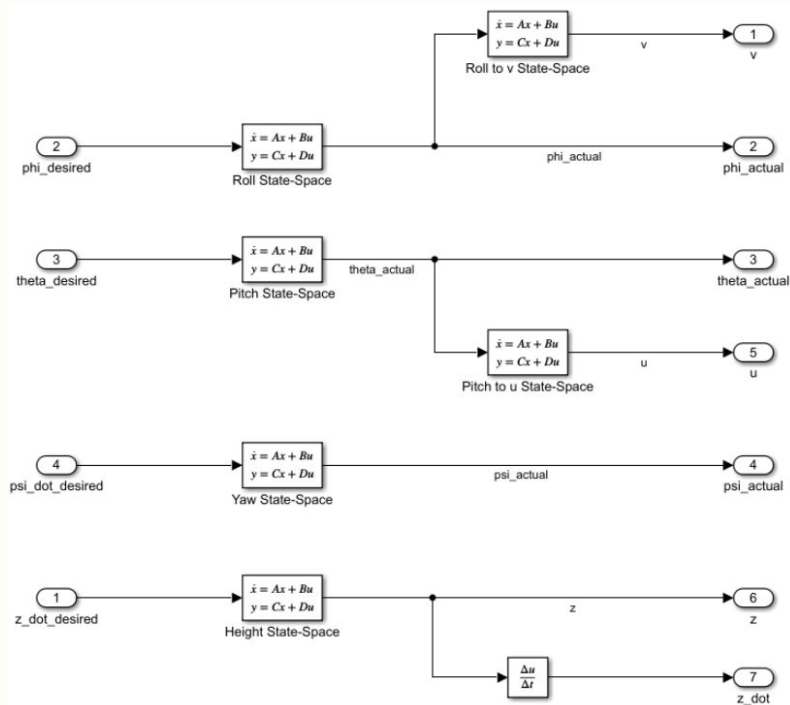 ẋ = Ax + Bu
y = Cx + Du
Roll to v State-Space
v
1
v
2
phi_desired
ẋ = Ax + Bu
y = Cx + Du
Roll State-Space
phi_actual
2
phi_actual
3
theta_desired
ẋ = Ax + Bu
y = Cx + Du
Pitch State-Space
theta_actual
3
theta_actual
ẋ = Ax + Bu
y = Cx + Du
Pitch to u State-Space
u
5
u
4
psi_dot_desired
ẋ = Ax + Bu
y = Cx + Du
Yaw State-Space
psi_actual
4
psi_actual
1
z_dot_desired
ẋ = Ax + Bu
y = Cx + Du
Height State-Space
z
6
z
Δu
Δt
7
z_dot